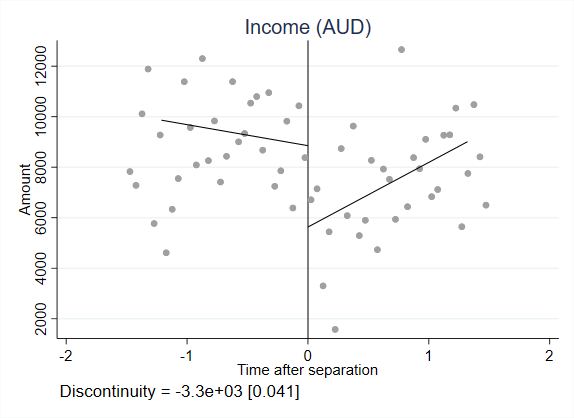 Income (AUD)
12000
10000
8000
6000
4000
2000
Amount
-2 -1 0 1 2
Time after separation
Discontinuity = -3.3e+03 [0.041]